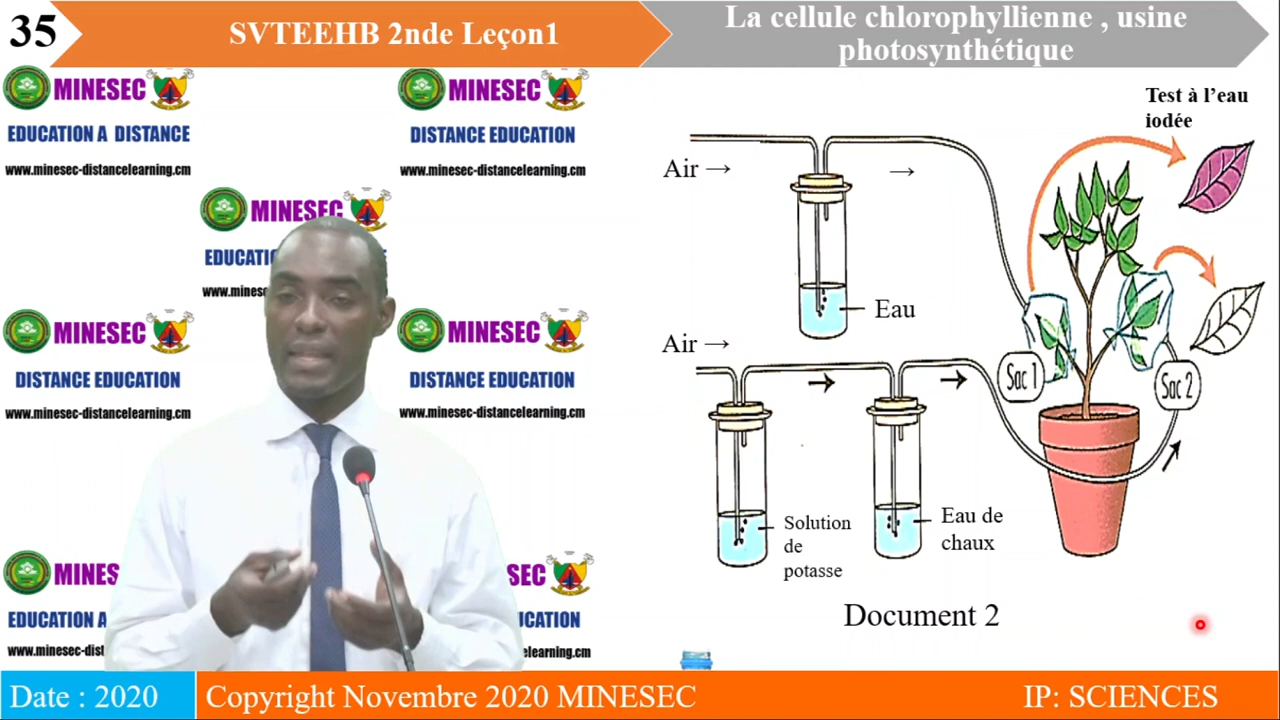 35
SVTEEHB 2nde Leçon1
La cellule chlorophyllienne , usine
photosynthétique
MINESEC
EDUCATION A DISTANCE
www.minesec-distancelearning.cm
MINESEC
DISTANCE EDUCATION
www.minesec-distancelearning.cm
MINESEC
MINESEC
DISTANCE EDUCATION
www.minesec-distancelearning.cm
MINESEC
DISTANCE EDUCATION
www.minesec-distancelearning.cm
EDUCATION A
Test à l’eau
iodée
Air →
→
Eau
Air →
Sac 1
Sac 2
Solution
de
potasse
Eau de
chaux
Document 2
Date : 2020
Copyright Novembre 2020 MINESEC
IP: SCIENCES